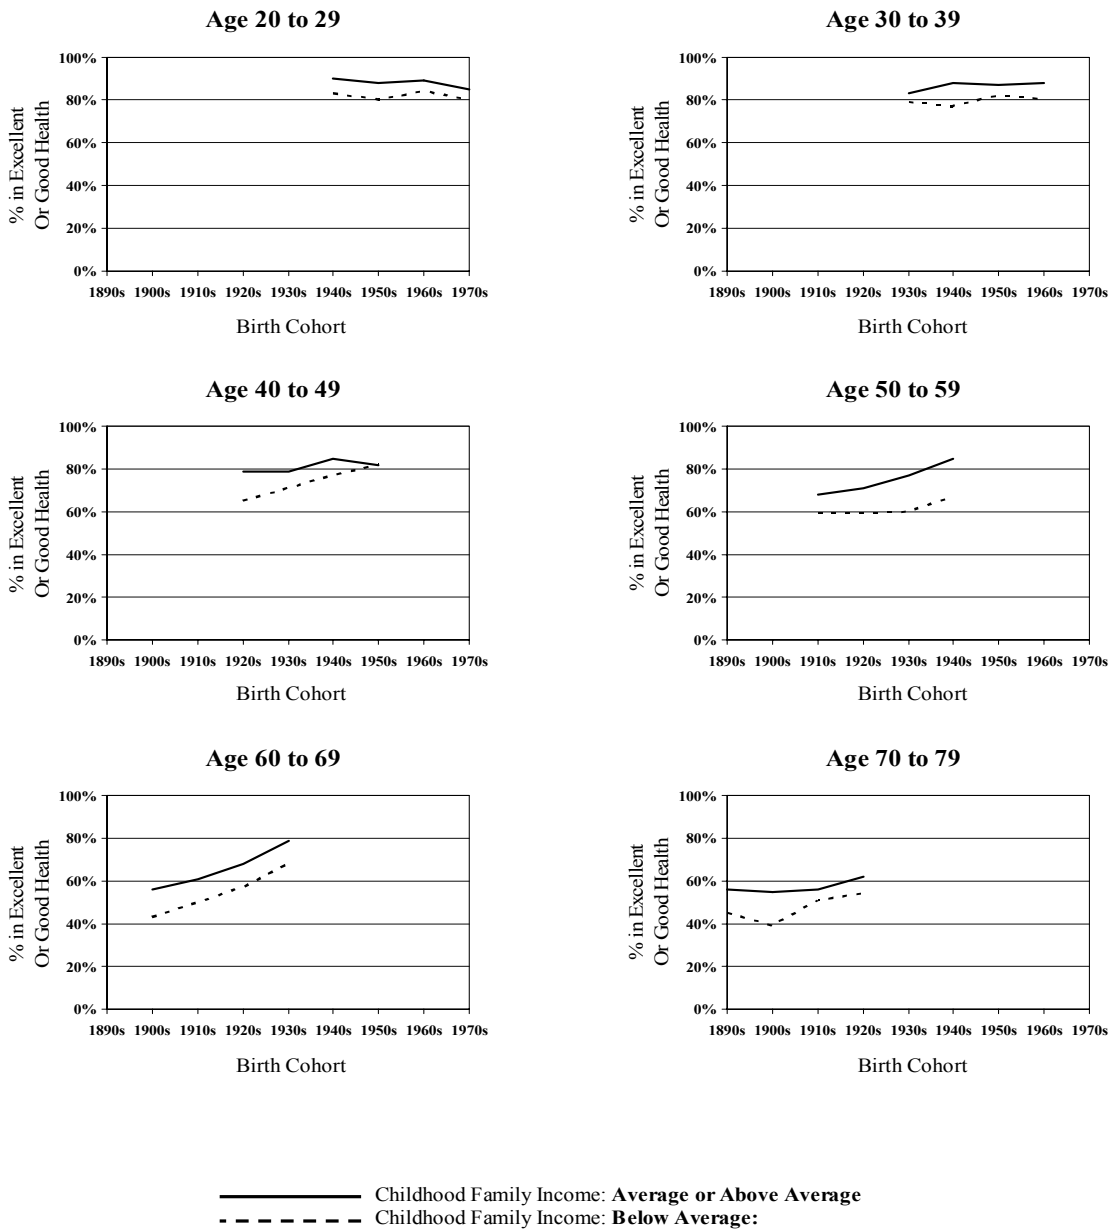 Age 20 to 29
% in Excellent
Or Good Health
100%
80%
60%
40%
20%
0%
1890s 1900s 1910s 1920s 1930s 1940s 1950s 1960s 1970s
Birth Cohort
Age 30 to 39
% in Excellent
Or Good Health
100%
80%
60%
40%
20%
0%
1890s 1900s 1910s 1920s 1930s 1940s 1950s 1960s 1970s
Birth Cohort
Age 40 to 49
% in Excellent
Or Good Health
100%
80%
60%
40%
20%
0%
1890s 1900s 1910s 1920s 1930s 1940s 1950s 1960s 1970s
Birth Cohort
Age 50 to 59
% in Excellent
Or Good Health
100%
80%
60%
40%
20%
0%
1890s 1900s 1910s 1920s 1930s 1940s 1950s 1960s 1970s
Birth Cohort
Age 60 to 69
% in Excellent
Or Good Health
100%
80%
60%
40%
20%
0%
1890s 1900s 1910s 1920s 1930s 1940s 1950s 1960s 1970s
Birth Cohort
Age 70 to 79
% in Excellent
Or Good Health
100%
80%
60%
40%
20%
0%
1890s 1900s 1910s 1920s 1930s 1940s 1950s 1960s 1970s
Birth Cohort
Childhood Family Income: Average or Above Average
Childhood Family Income: Below Average: